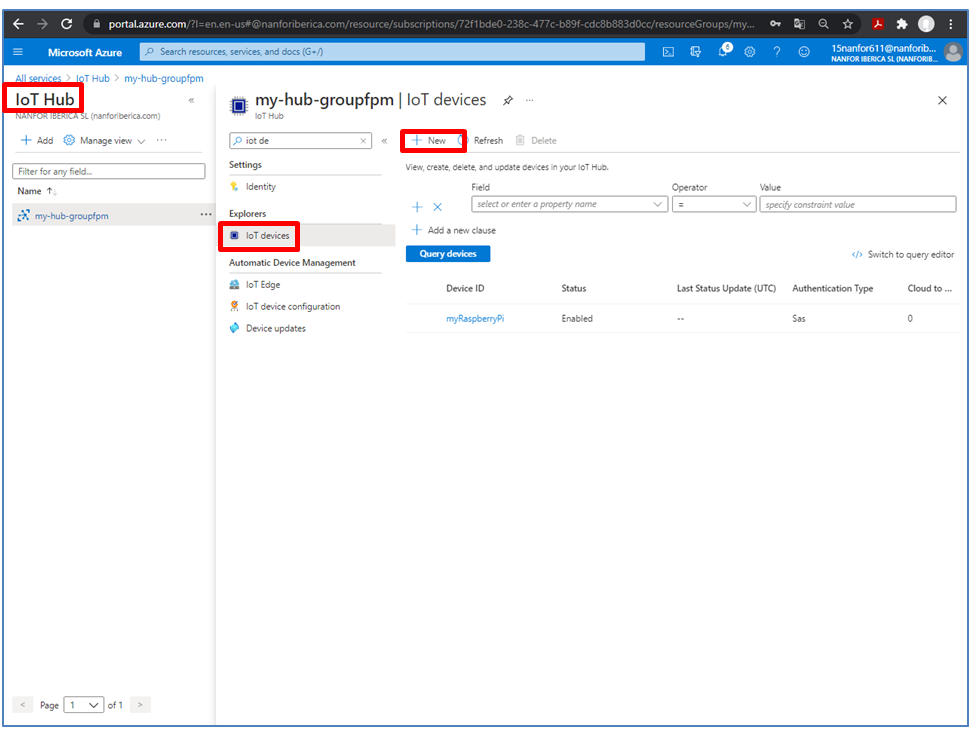 portal.azure.com/?l=en.en-us#@nanforiberica.com/resource/subscriptions/72f1bde0-238c-477c-b89f-cdc8b883d0cc/resourceGroups/my...
Microsoft Azure
Search resources, services, and docs (G+/)
6
15nanfor611@nanforib...
NANFOR IBERICA SL (NANFORIB...
All services > IoT Hub > my-hub-groupfpm
IoT Hub
NANFOR IBERICA SL (nanforiberica.com)
+ Add
Manage view
...
Filter for any field...
Name ↑↓
my-hub-groupfpm
...
Page 1 of 1
my-hub-groupfpm | IoT devices
...
IoT Hub
iot de
Settings
Identity
Explorers
IoT devices
Automatic Device Management
IoT Edge
IoT device configuration
Device updates
+ New
Refresh
Delete
View, create, delete, and update devices in your IoT Hub.
Field Operator Value
select or enter a property name = specify constraint value
+ Add a new clause
Query devices
</> Switch to query editor
Device ID Status Last Status Update (UTC) Authentication Type Cloud to ...
myRaspberryPi Enabled -- Sas 0